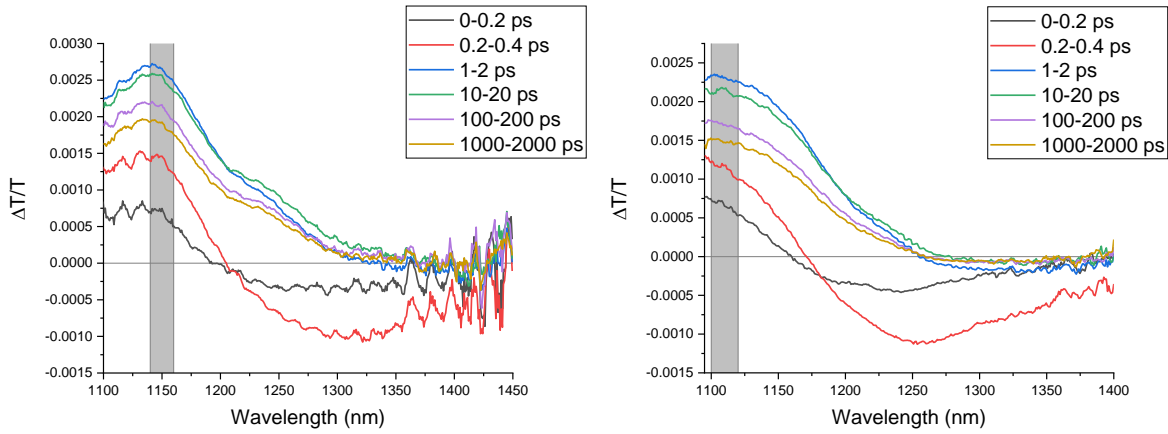 0-0.2 ps
0.2-0.4 ps
1-2 ps
10-20 ps
100-200 ps
1000-2000 ps
0.0030
0.0025
0.0020
0.0015
0.0010
0.0005
0.0000
-0.0005
-0.0010
-0.0015
ΔT/T
1100 1150 1200 1250 1300 1350 1400 1450
Wavelength (nm)
0-0.2 ps
0.2-0.4 ps
1-2 ps
10-20 ps
100-200 ps
1000-2000 ps
0.0025
0.0020
0.0015
0.0010
0.0005
0.0000
-0.0005
-0.0010
-0.0015
ΔT/T
1100 1150 1200 1250 1300 1350 1400
Wavelength (nm)